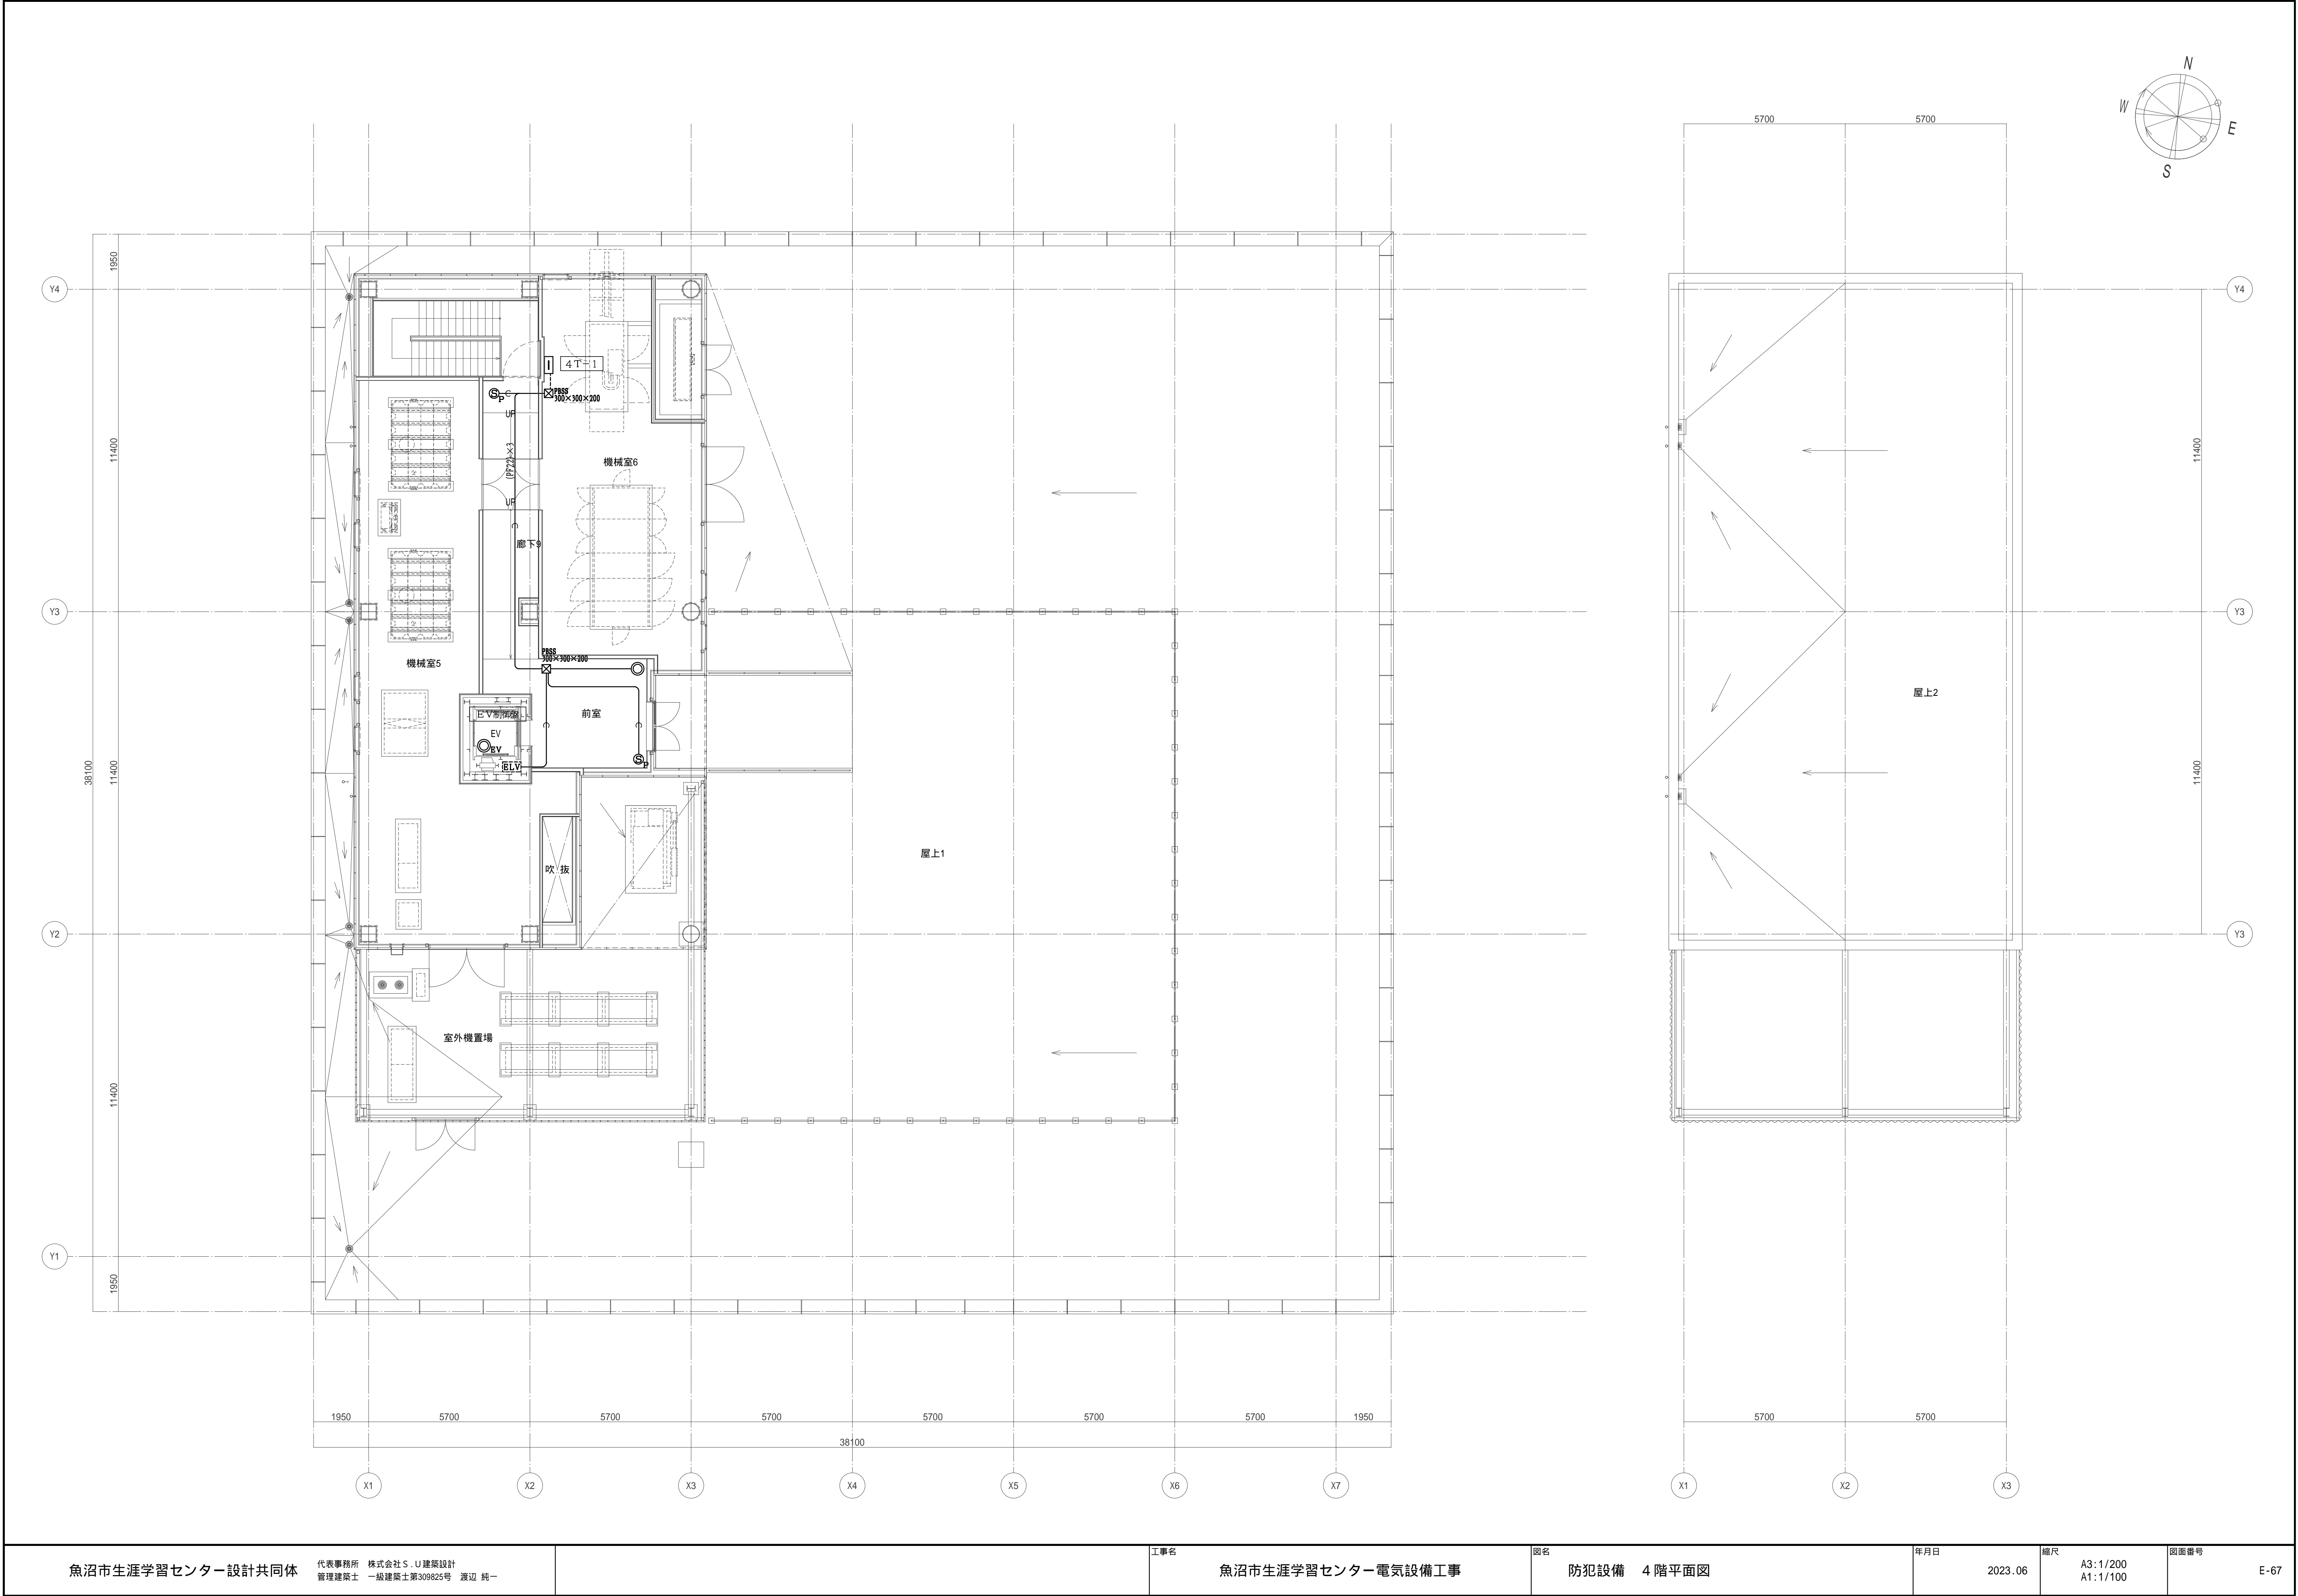 N
W
E
S
5700
5700
1950
Y4
Y4
4T-1
PBSS
300×300×200
S
P
C
UP
11400
機械室6
(PF22)×3
11400
UP
廊下9
Y3
Y3
PBSS
300×300×200
機械室5
屋上2
EV制御盤
前室
EV
EV
ELV
S
P
38100
11400
11400
屋上1
吹 抜
Y2
Y3
室外機置場
11400
Y1
1950
1950
5700
5700
5700
5700
5700
5700
1950
5700
5700
38100
X1
X2
X3
X4
X5
X6
X7
X1
X2
X3
魚沼市生涯学習センター設計共同体
代表事務所 株式会社S.U建築設計
管理建築士 一級建築士第309825号 渡辺 純一
工事名
魚沼市生涯学習センター電気設備工事
図名
防犯設備 4階平面図
年月日
2023.06
縮尺
A3:1/200
A1:1/100
図面番号
E-67